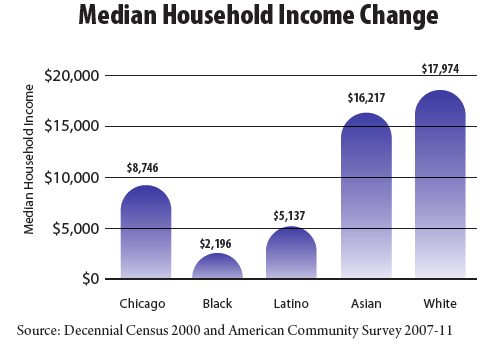 Median Household Income Change
Median Household Income
$20,000
$15,000
$10,000
$5,000
$0
$8,746
$2,196
$5,137
$16,217
$17,974
Chicago
Black
Latino
Asian
White
Source: Decennial Census 2000 and American Community Survey 2007-11